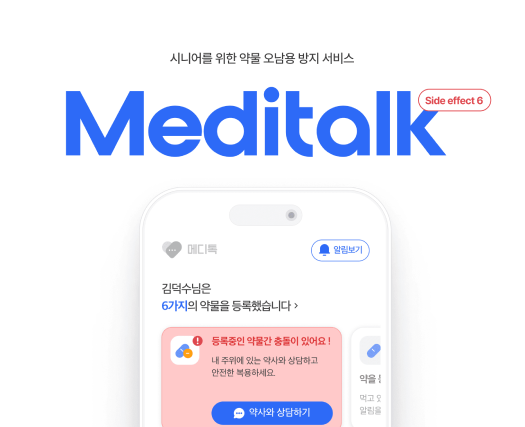 시니어를 위한 약물 오남용 방지 서비스
Meditalk
Side effect 6
메디톡
알림보기
김덕수님은
6가지의 약물을 등록했습니다 >
등록중인 약물간 충돌이 있어요 !
내 주위에 있는 약사와 상담하고
안전한 복용하세요.
약사와 상담하기
약을
먹고
알림을